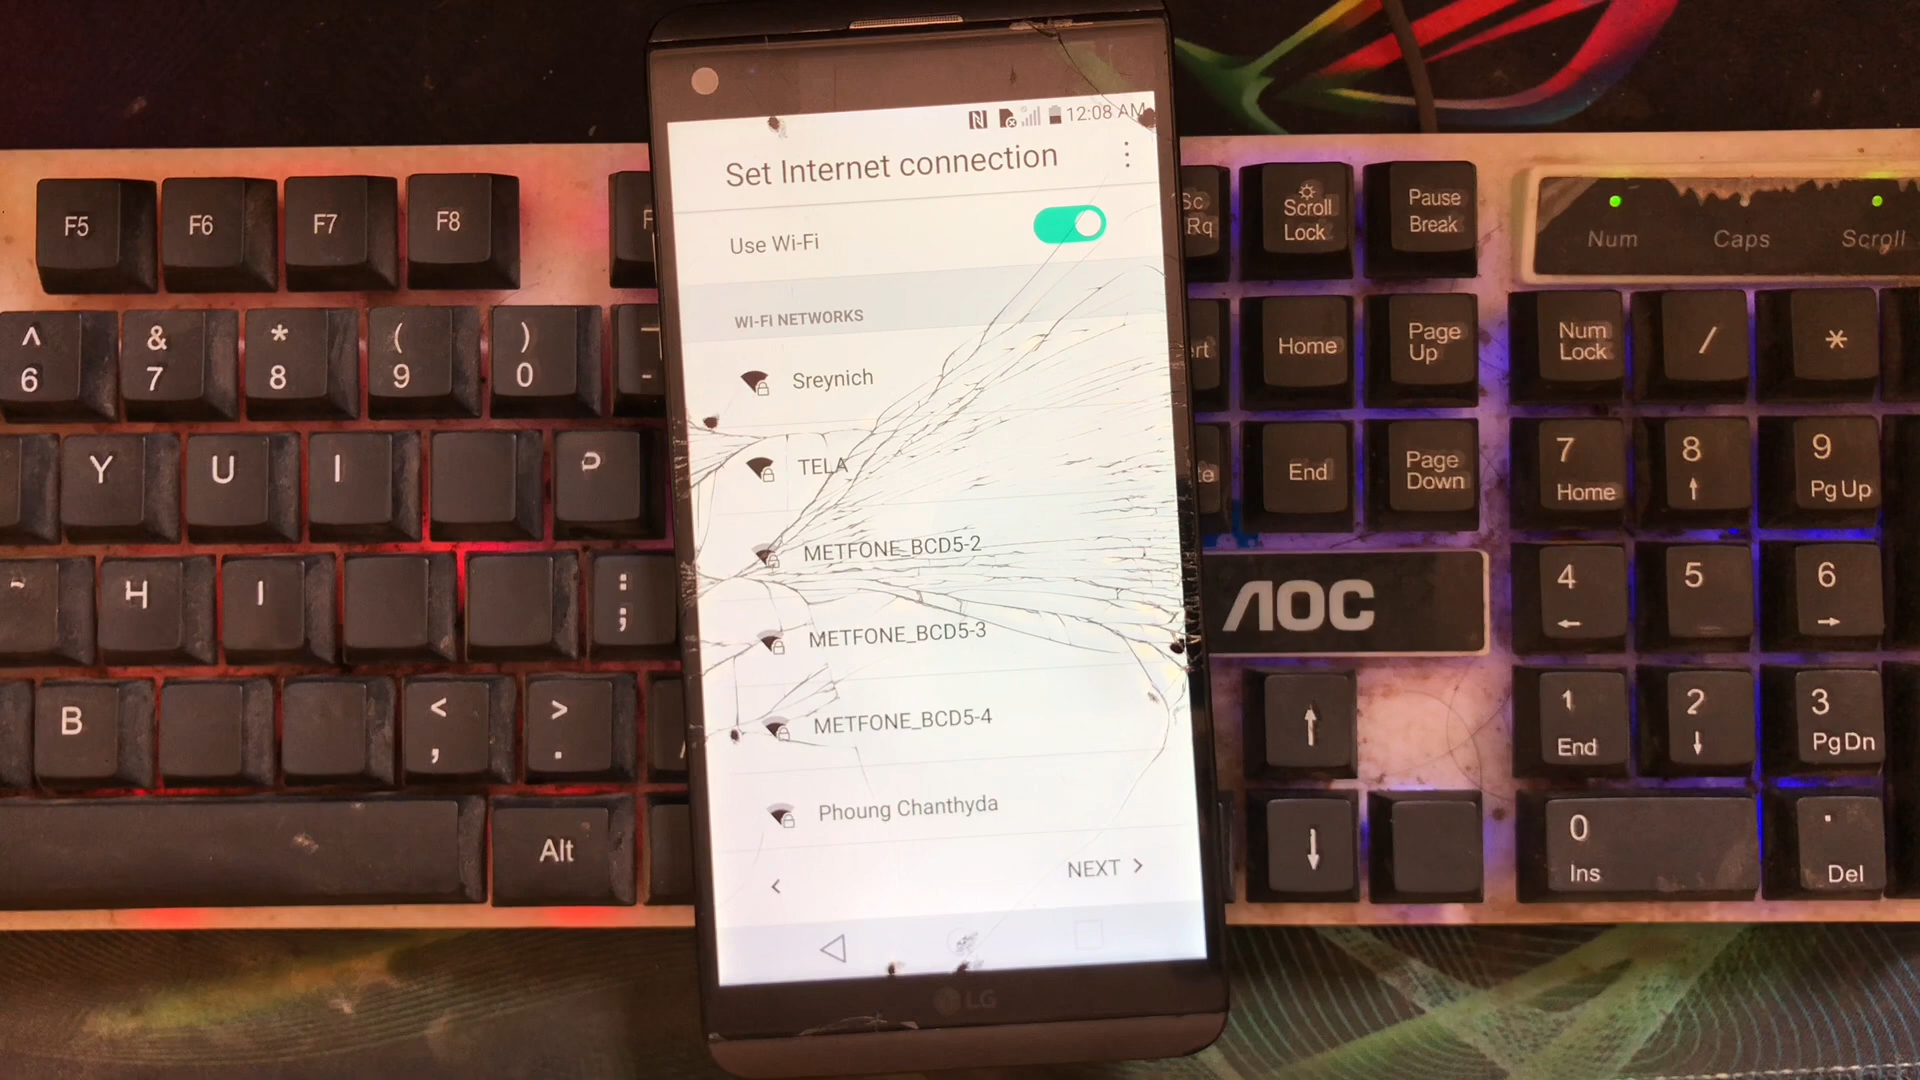 12:08 AM
Set Internet connection
Use Wi-Fi
WI-FI NETWORKS
Sreynich
TELA
METFONE_BCD5-2
METFONE_BCD5-3
METFONE_BCD5-4
Phoung Chanthyda
NEXT
LG
F5 F6 F7 F8
Scroll Lock
Pause Break
Num Caps Scroll
^ & * ( )
6 7 8 9 0
Home
Page Up
Num Lock
/
*
Y U I P
End
Page Down
7 Home
8
9 Pg Up
H
: ;
AOC
4
5
6
B
< ,
> .
1 End
2
3 Pg Dn
Alt
0 Ins
. Del